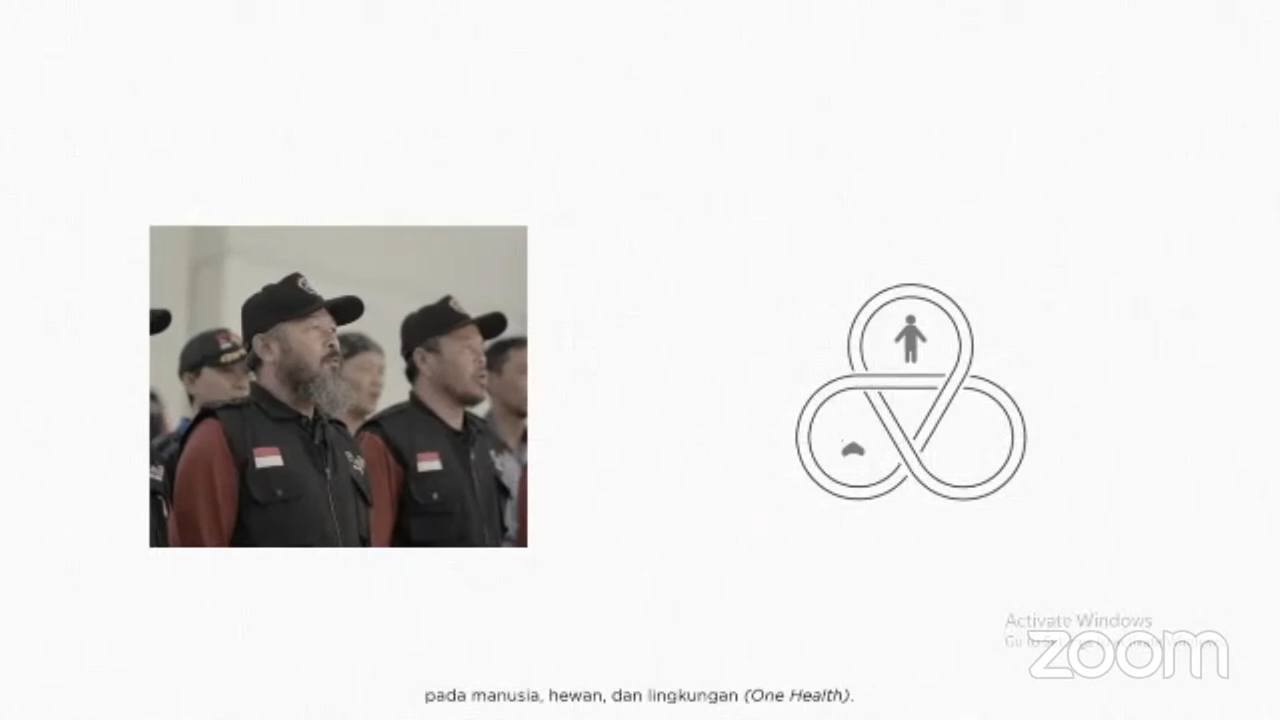 Activate Windows
zoom
pada manusia, hewan, dan lingkungan (One Health).